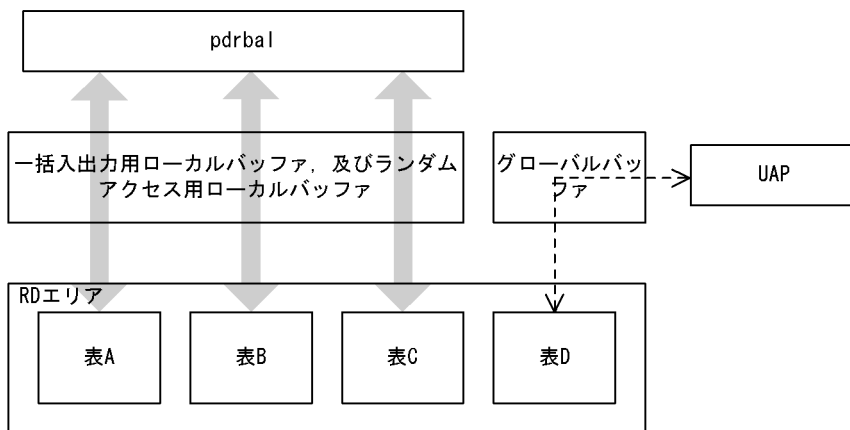 pdrbal
一括入出力用ローカルバッファ，及びランダム
アクセス用ローカルバッファ
グローバルバッ
ファ
UAP
RDエリア
表A
表B
表C
表D